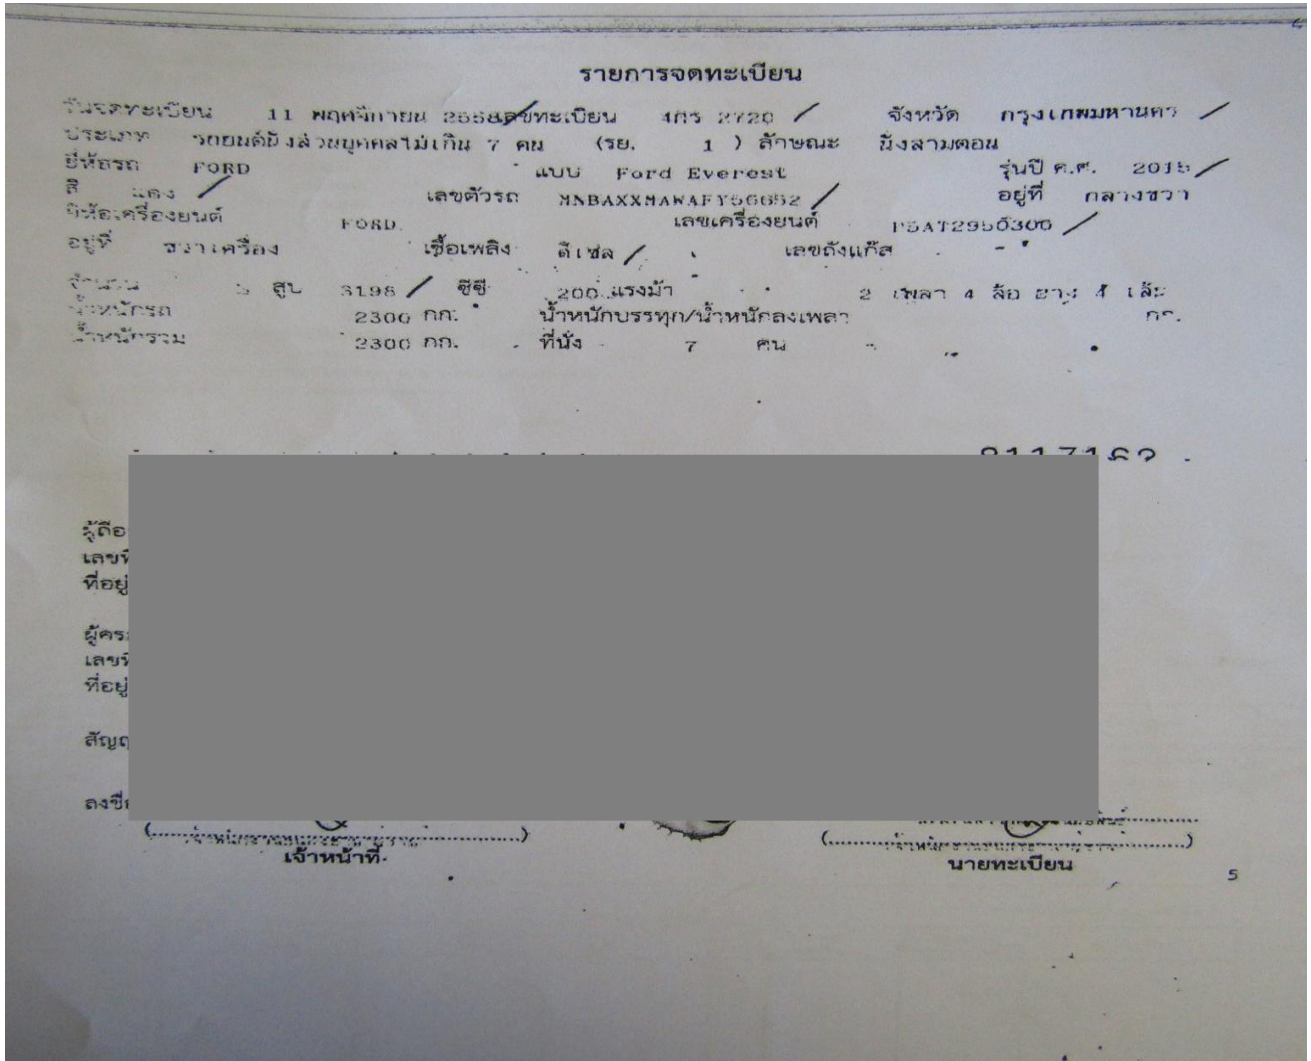 รายการจดทะเบียน
วันจดทะเบียน 11 พฤศจิกายน 2558 เลขทะเบียน 4กร 2720 จังหวัด กรุงเทพมหานคร
ประเภท รถยนต์นั่งส่วนบุคคลไม่เกิน 7 คน (รย. 1 ) ลักษณะ นั่งสามตอน
ยี่ห้อรถ FORD แบบ Ford Everest รุ่นปี ค.ศ. 2015
สี แดง เลขตัวรถ อยู่ที่ กลางขวา
ยี่ห้อเครื่องยนต์ FORD เลขเครื่องยนต์
อยู่ที่ ขวาเครื่อง เชื้อเพลิง ดีเซล เลขถังแก๊ส -
จำนวน 5 สูบ 3198 ซีซี 200 แรงม้า 2 เพลา 4 ล้อ ยาง 4 เส้น
น้ำหนักรถ 2300 กก. น้ำหนักบรรทุก/น้ำหนักลงเพลา กก.
น้ำหนักรวม 2300 กก. ที่นั่ง 7 คน
เลขที่
ที่อยู่
เลขที่
ที่อยู่
(....................)
(....................)
เจ้าหน้าที่
นายทะเบียน
5